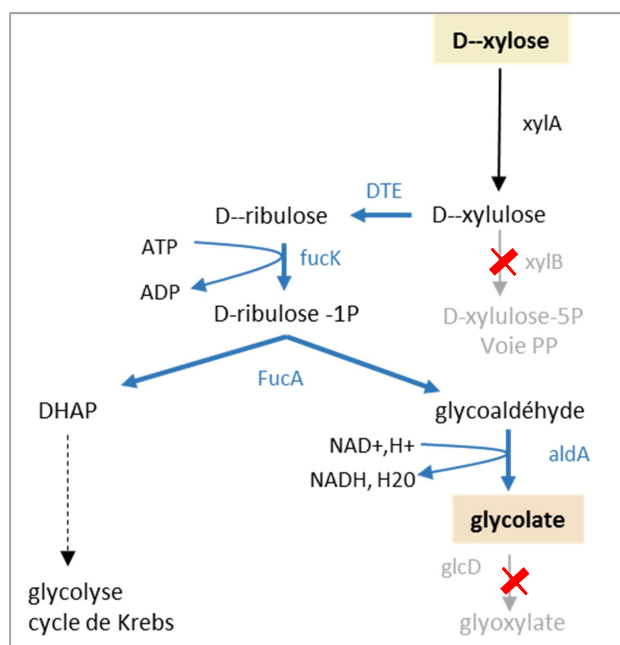 D--xylose
xylA
DTE
D--ribulose
D--xylulose
ATP
fucK
xylB
ADP
D-ribulose -1P
D-xylulose-5P
Voie PP
FucA
DHAP
glycoaldéhyde
NAD+,H+
aldA
NADH, H20
glycolate
glcD
glycolyse
cycle de Krebs
glyoxylate